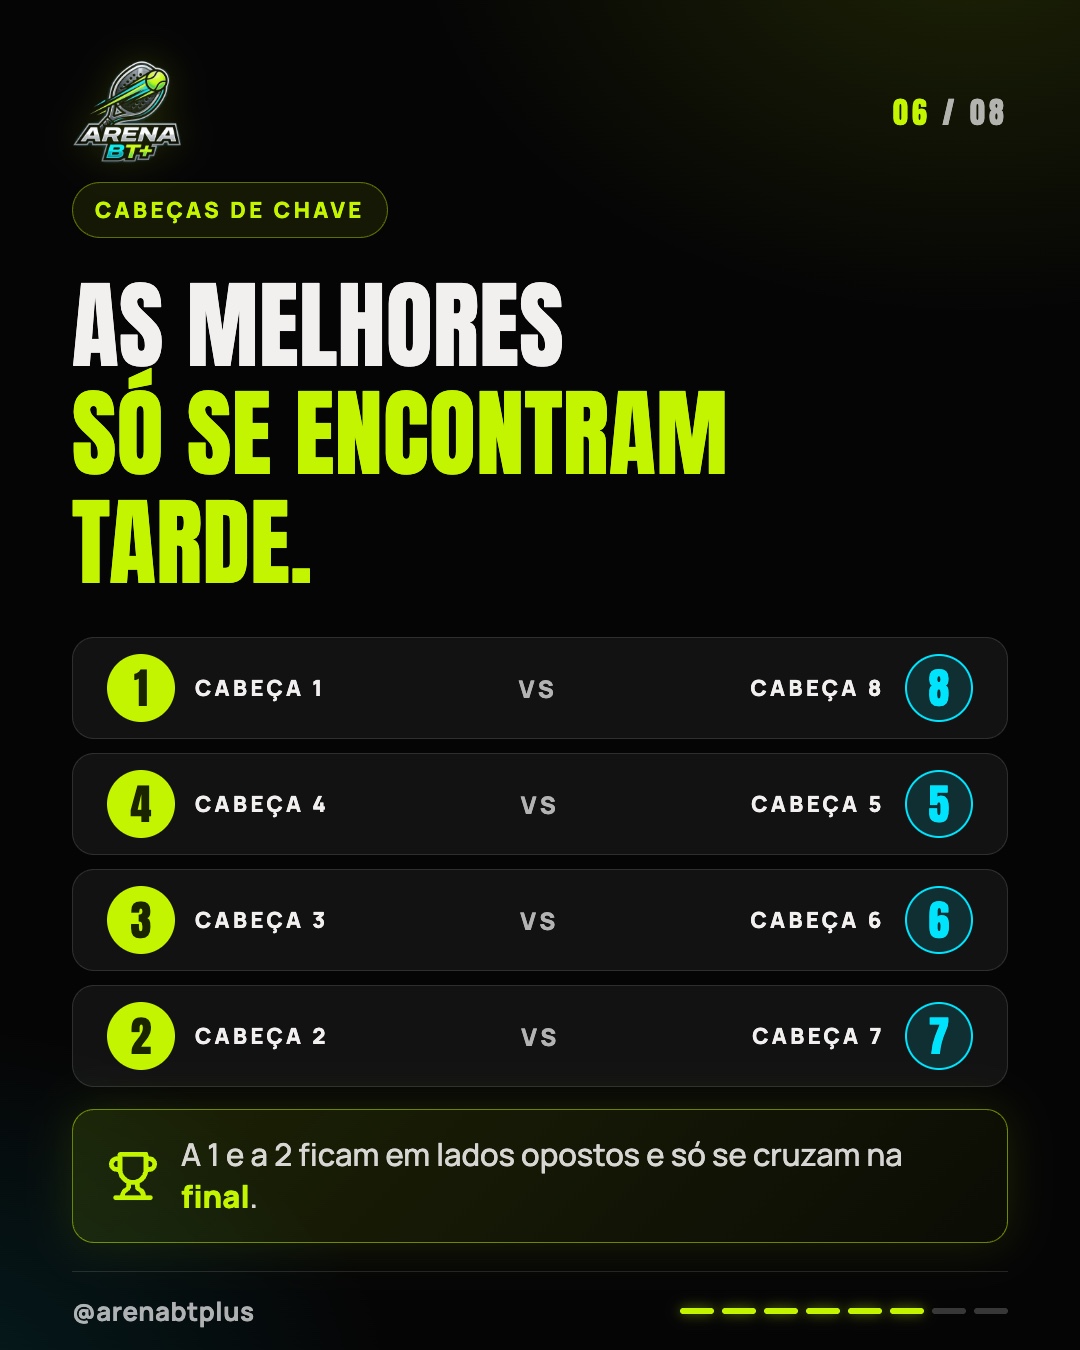 ARENA
BT+
06 / 08
CABEÇAS DE CHAVE
AS MELHORES
SÓ SE ENCONTRAM
TARDE.
1 CABEÇA 1 VS CABEÇA 8 8
4 CABEÇA 4 VS CABEÇA 5 5
3 CABEÇA 3 VS CABEÇA 6 6
2 CABEÇA 2 VS CABEÇA 7 7
A 1 e a 2 ficam em lados opostos e só se cruzam na
final.
@arenabtplus